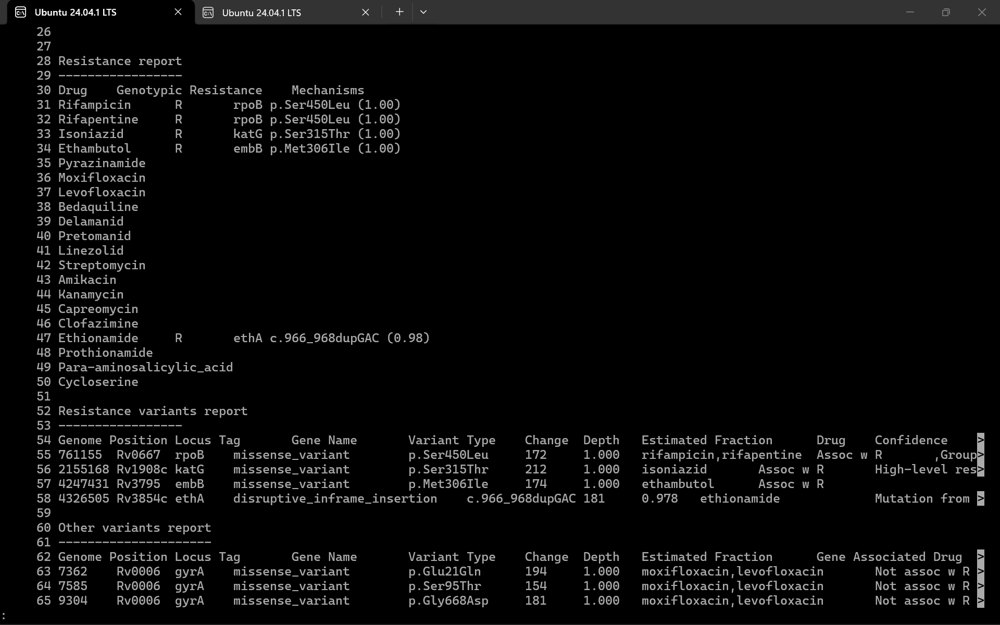 Ubuntu 24.04.1 LTS
Ubuntu 24.04.1 LTS
26
27
28 Resistance report
29 -----------------
30 Drug    Genotypic Resistance    Mechanisms
31 Rifampicin      R       rpoB p.Ser450Leu (1.00)
32 Rifapentine     R       rpoB p.Ser450Leu (1.00)
33 Isoniazid       R       katG p.Ser315Thr (1.00)
34 Ethambutol      R       embB p.Met306Ile (1.00)
35 Pyrazinamide
36 Moxifloxacin
37 Levofloxacin
38 Bedaquiline
39 Delamanid
40 Pretomanid
41 Linezolid
42 Streptomycin
43 Amikacin
44 Kanamycin
45 Capreomycin
46 Clofazimine
47 Ethionamide     R       ethA c.966_968dupGAC (0.98)
48 Prothionamide
49 Para-aminosalicylic_acid
50 Cycloserine
51
52 Resistance variants report
53 -----------------
54 Genome Position Locus Tag       Gene Name       Variant Type    Change  Depth   Estimated Fraction      Drug    Confidence    >
55 761155  Rv0667  rpoB    missense_variant        p.Ser450Leu     172     1.000   rifampicin,rifapentine  Assoc w R       ,Group>
56 2155168 Rv1908c katG    missense_variant        p.Ser315Thr     212     1.000   isoniazid       Assoc w R       High-level res>
57 4247431 Rv3795  embB    missense_variant        p.Met306Ile     174     1.000   ethambutol      Assoc w R
58 4326505 Rv3854c ethA    disruptive_inframe_insertion    c.966_968dupGAC 181     0.978   ethionamide             Mutation from >
59
60 Other variants report
61 ---------------------
62 Genome Position Locus Tag       Gene Name       Variant Type    Change  Depth   Estimated Fraction      Gene Associated Drug  >
63 7362    Rv0006  gyrA    missense_variant        p.Glu21Gln      194     1.000   moxifloxacin,levofloxacin       Not assoc w R >
64 7585    Rv0006  gyrA    missense_variant        p.Ser95Thr      154     1.000   moxifloxacin,levofloxacin       Not assoc w R >
65 9304    Rv0006  gyrA    missense_variant        p.Gly668Asp     181     1.000   moxifloxacin,levofloxacin       Not assoc w R >
: